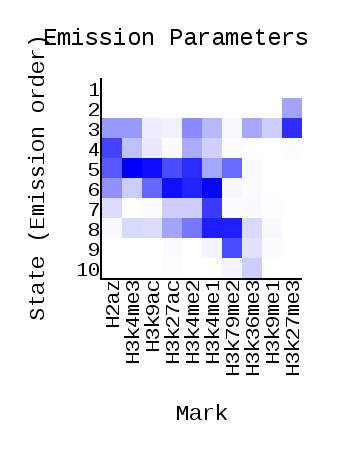 Emission Parameters
State (Emission order)
1
2
3
4
5
6
7
8
9
10
H2az
H3k4me3
H3k9ac
H3k27ac
H3k4me2
H3k4me1
H3k79me2
H3k36me3
H3k9me1
H3k27me3
Mark